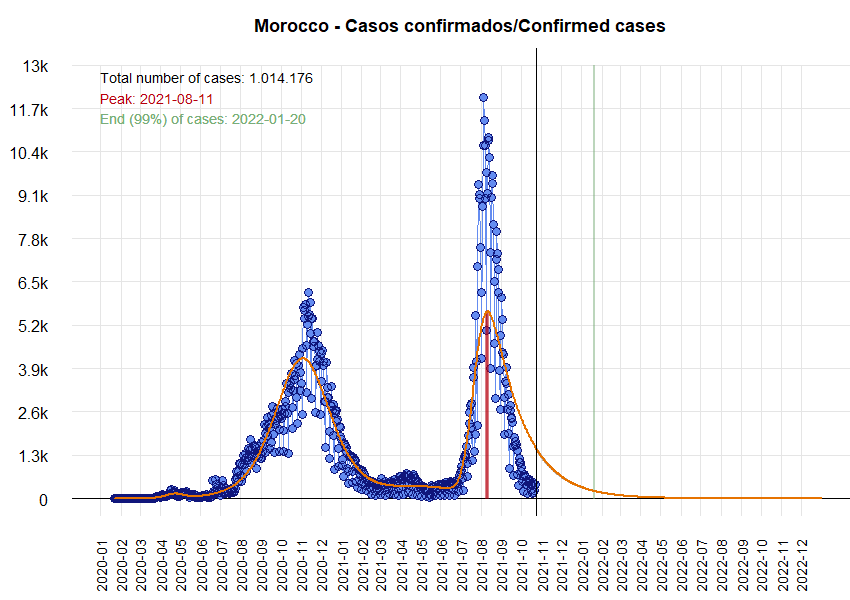 Morocco - Casos confirmados/Confirmed cases
13k
Total number of cases: 1.014.176
Peak: 2021-08-11
End (99%) of cases: 2022-01-20
11.7k
10.4k
9.1k
7.8k
6.5k
5.2k
3.9k
2.6k
1.3k
0
2020-01
2020-02
2020-03
2020-04
2020-05
2020-06
2020-07
2020-08
2020-09
2020-10
2020-11
2020-12
2021-01
2021-02
2021-03
2021-04
2021-05
2021-06
2021-07
2021-08
2021-09
2021-10
2021-11
2021-12
2022-01
2022-02
2022-03
2022-04
2022-05
2022-06
2022-07
2022-08
2022-09
2022-10
2022-11
2022-12